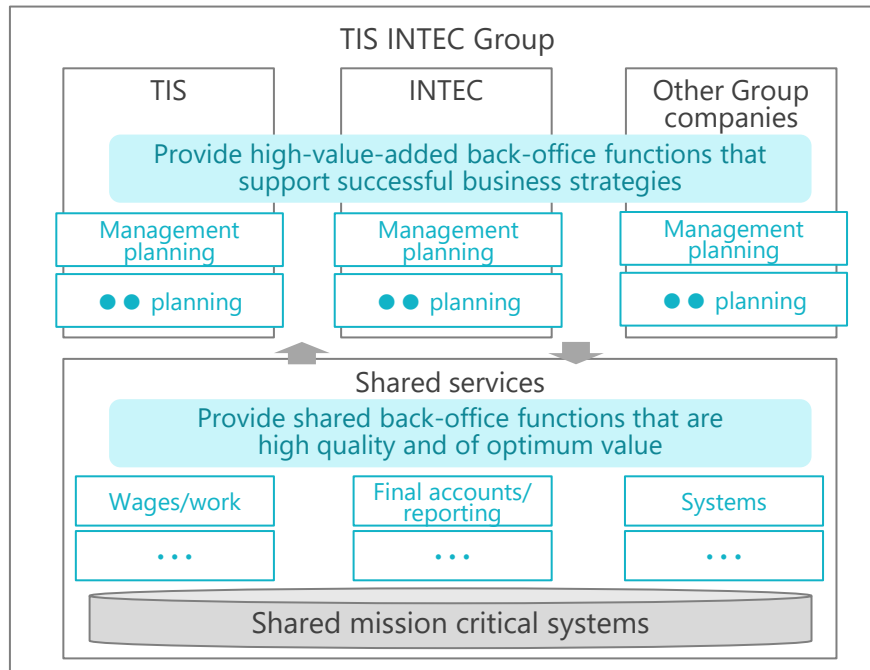 TIS INTEC Group
TIS
INTEC
Other Group
companies
Provide high-value-added back-office functions that
support successful business strategies
Management
planning
Management
planning
Management
planning
●● planning
●● planning
●● planning
Shared services
Provide shared back-office functions that are
high quality and of optimum value
Wages/work
Final accounts/
reporting
Systems
...
...
...
Shared mission critical systems